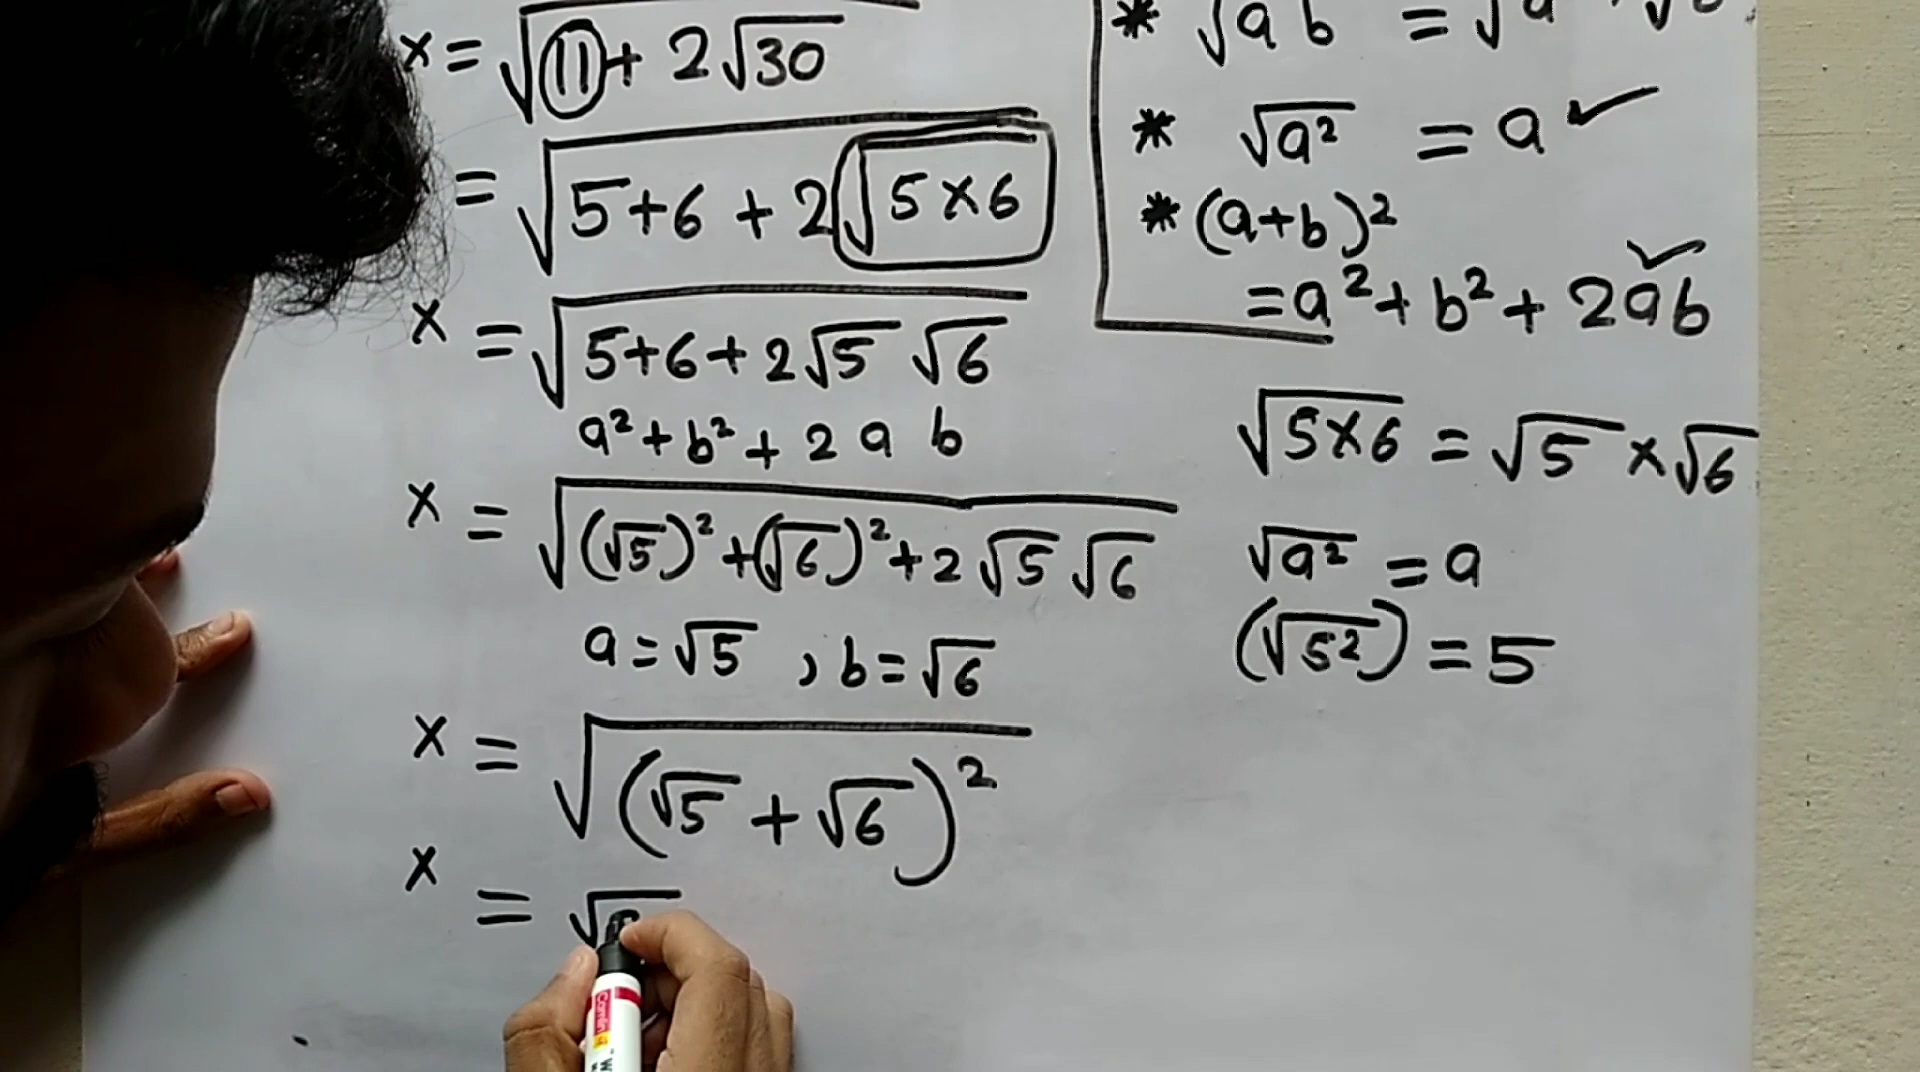 x = √(11 + 2√30)
= √(5+6 + 2√(5×6))
x = √(5+6+2√5 √6)
a² + b² + 2 a b
x = √((√5)² + (√6)² + 2 √5 √6)
a = √5 , b = √6
x = √((√5 + √6)²)
x = √5
* √ab = √a
* √a² = a ✓
* (a+b)²
= a² + b² + 2ab
√(5×6) = √5 × √6
√a² = a
(√5²) = 5
Camlin